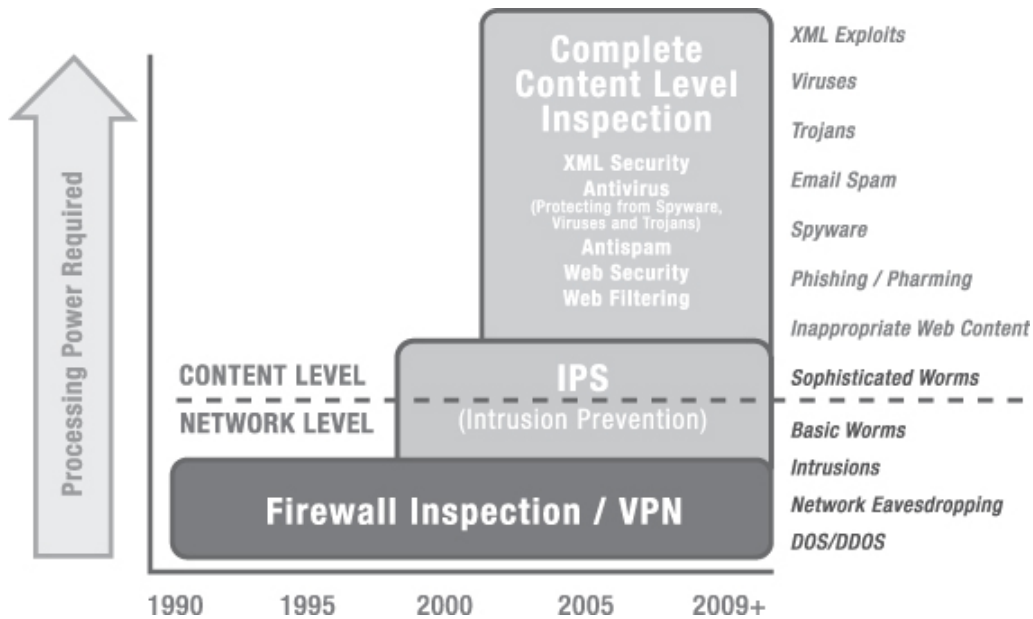 Processing Power Required
Complete
Content Level
Inspection
XML Security
Antivirus
(Protecting from Spyware,
Viruses and Trojans)
Antispam
Web Security
Web Filtering
CONTENT LEVEL
NETWORK LEVEL
IPS
(Intrusion Prevention)
Firewall Inspection / VPN
XML Exploits
Viruses
Trojans
Email Spam
Spyware
Phishing / Pharming
Inappropriate Web Content
Sophisticated Worms
Basic Worms
Intrusions
Network Eavesdropping
DOS/DDOS
1990 1995 2000 2005 2009+